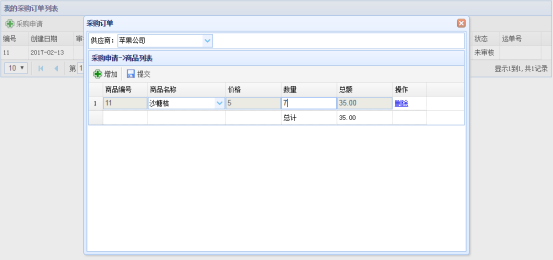 我的采购订单列表
采购申请
编号 创建日期 审
状态 运单号
11 2017-02-13
未审核
10 第 1
显示1到1,共1记录
采购订单
供应商: 苹果公司
采购申请->商品列表
增加 提交
商品编号 商品名称 价格 数量 总额 操作
1 11 沙糖桔 5 7 35.00 删除
总计 35.00